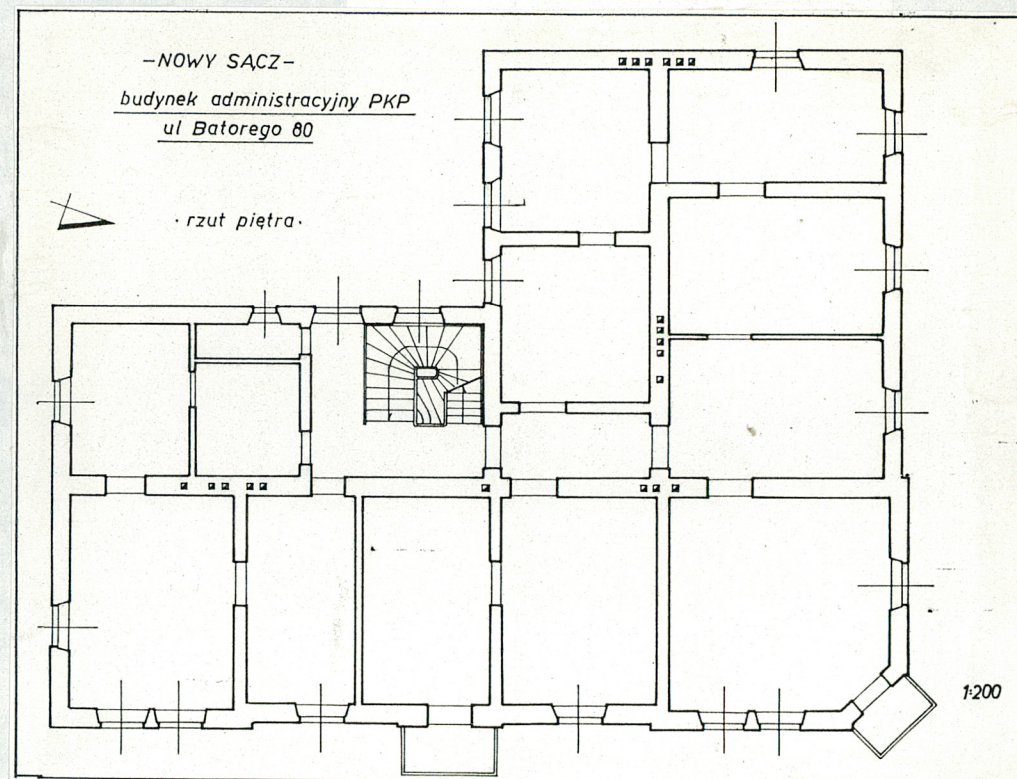 -NOWY SĄCZ-
budynek administracyjny PKP
ul Batorego 80
· rzut piętra ·
1:200